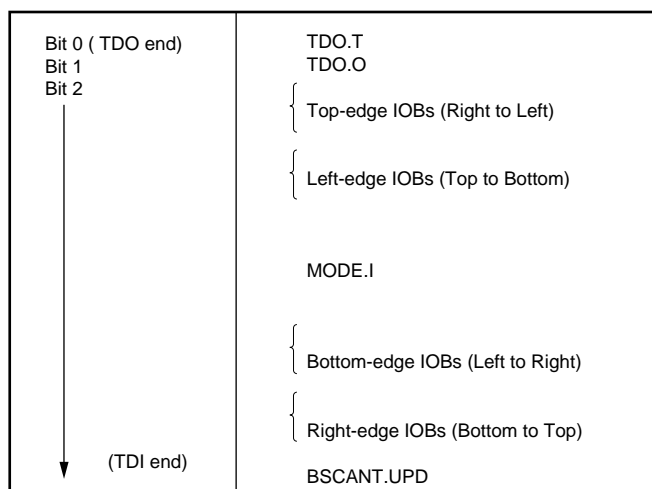 Bit 0 ( TDO end)
Bit 1
Bit 2
(TDI end)
TDO.T
TDO.O
Top-edge IOBs (Right to Left)
Left-edge IOBs (Top to Bottom)
MODE.I
Bottom-edge IOBs (Left to Right)
Right-edge IOBs (Bottom to Top)
BSCANT.UPD